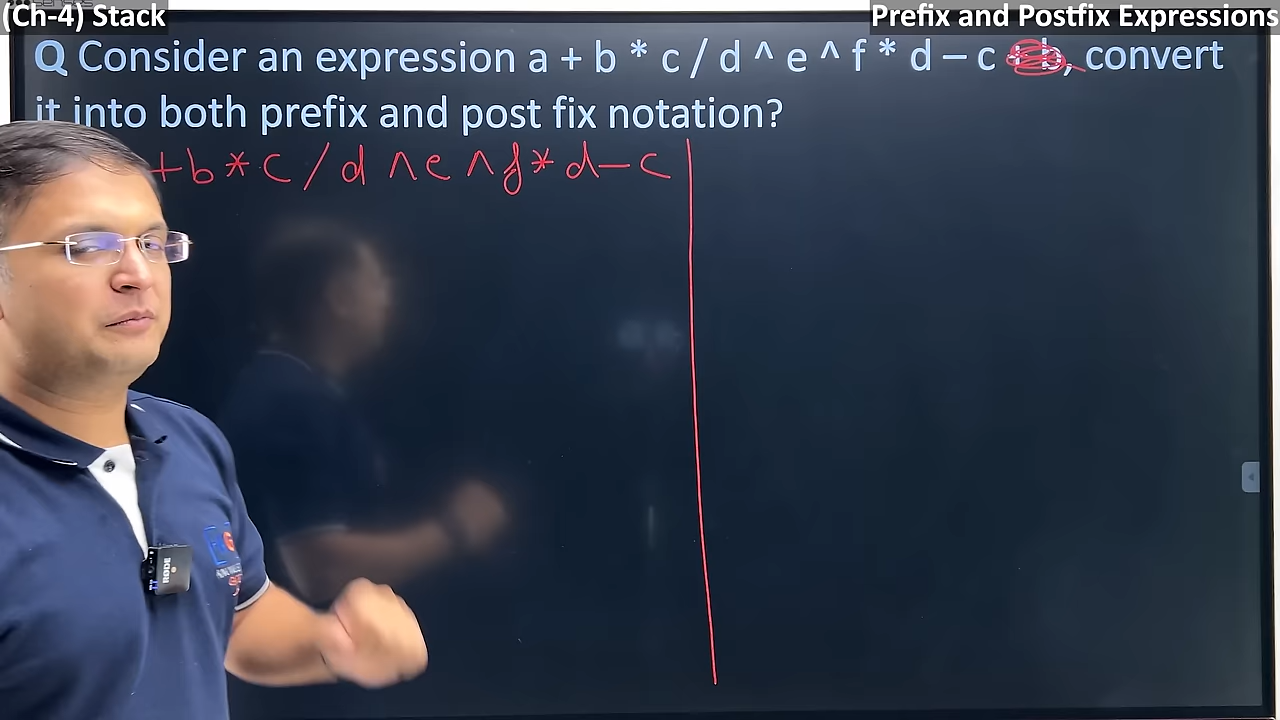 (Ch-4) Stack
Prefix and Postfix Expressions
Q Consider an expression a + b * c / d ^ e ^ f * d – c + b, convert
it into both prefix and post fix notation?
+ b * c / d ^ e ^ f * d – c
RODE